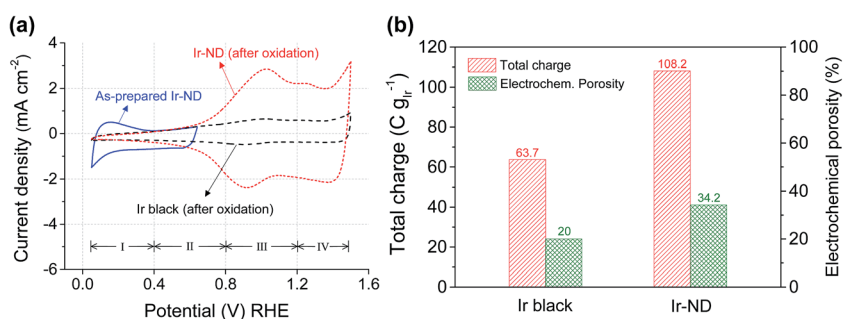 (a)
Current density (mA cm⁻²)
4
2
0
-2
-4
-6
Ir-ND (after oxidation)
As-prepared Ir-ND
Ir black (after oxidation)
I
II
III
IV
0.0
0.4
0.8
1.2
1.6
Potential (V) RHE
(b)
Total charge (C gIr⁻¹)
120
100
80
60
40
20
0
Total charge
Electrochem. Porosity
63.7
20
108.2
34.2
Ir black
Ir-ND
100
80
60
40
20
0
Electrochemical porosity (%)